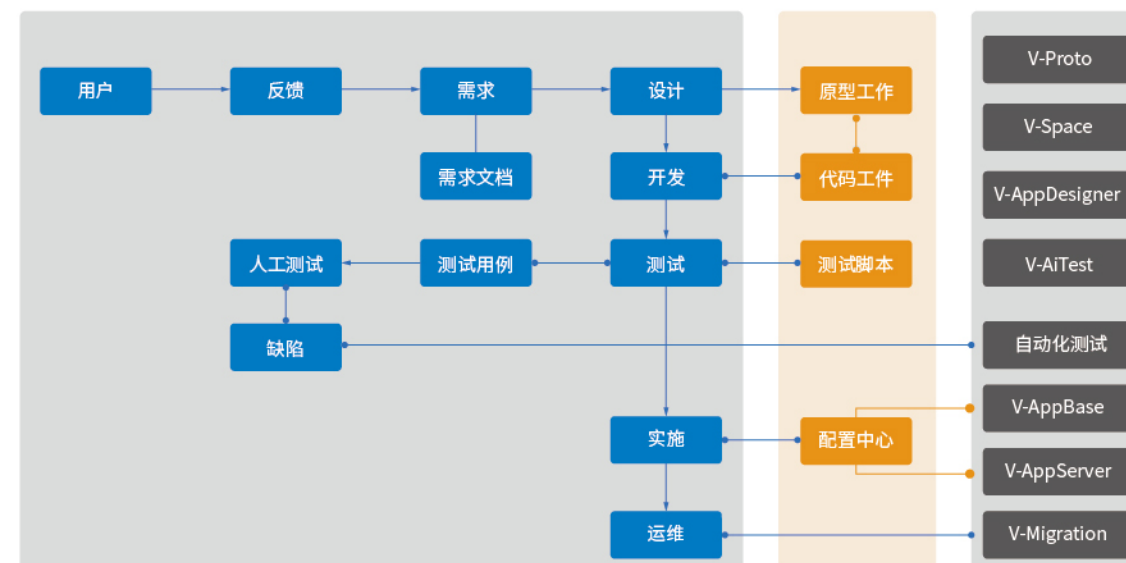 用户
反馈
需求
设计
原型工作
V-Proto
V-Space
需求文档
开发
代码工件
V-AppDesigner
人工测试
测试用例
测试
测试脚本
V-AiTest
缺陷
自动化测试
V-AppBase
实施
配置中心
V-AppServer
运维
V-Migration